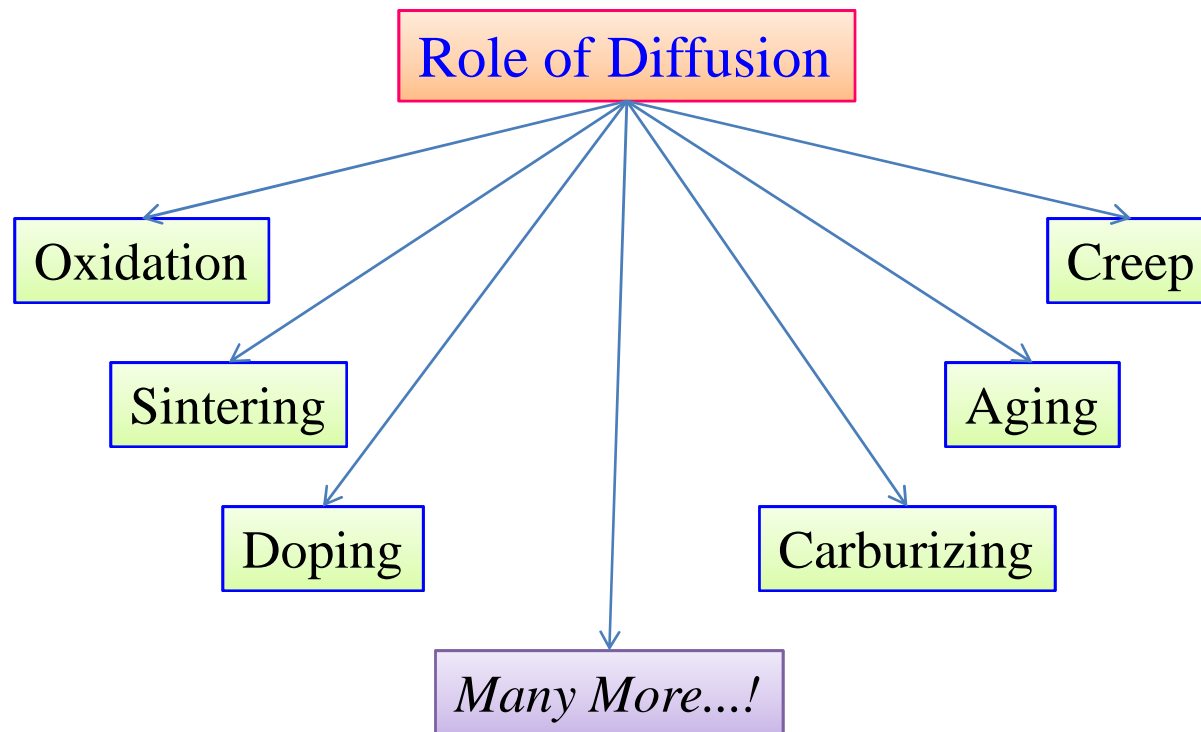 Role of Diffusion
Oxidation
Creep
Sintering
Aging
Doping
Carburizing
Many More...!